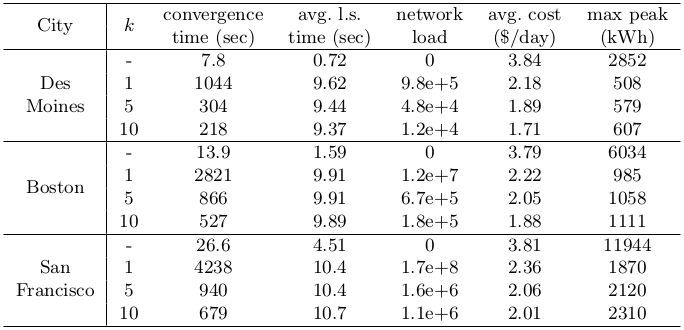 City k convergence time (sec) avg. l.s. time (sec) network load avg. cost ($/day) max peak (kWh)
- 7.8 0.72 0 3.84 2852
Des 1 1044 9.62 9.8e+5 2.18 508
Moines 5 304 9.44 4.8e+4 1.89 579
10 218 9.37 1.2e+4 1.71 607
- 13.9 1.59 0 3.79 6034
Boston 1 2821 9.91 1.2e+7 2.22 985
5 866 9.91 6.7e+5 2.05 1058
10 527 9.89 1.8e+5 1.88 1111
- 26.6 4.51 0 3.81 11944
San 1 4238 10.4 1.7e+8 2.36 1870
Francisco 5 940 10.4 1.6e+6 2.06 2120
10 679 10.7 1.1e+6 2.01 2310